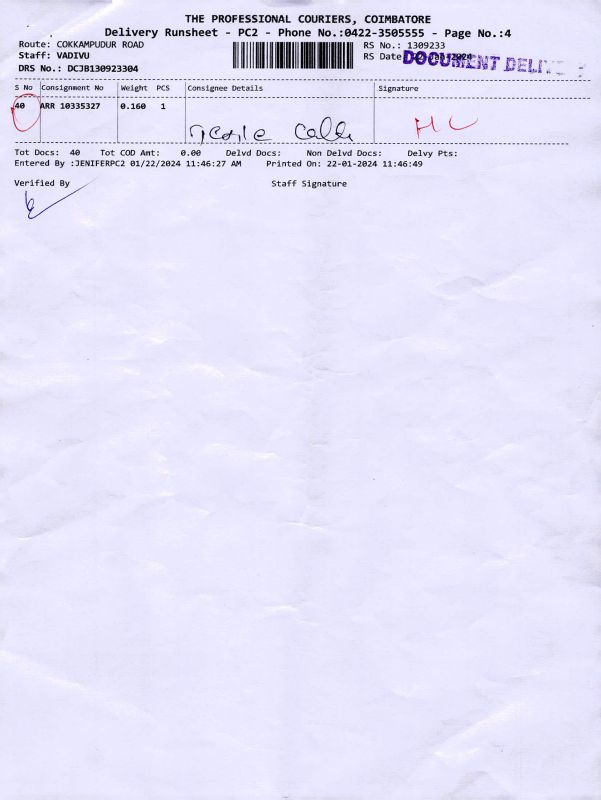 THE PROFESSIONAL COURIERS, COIMBATORE
Delivery Runsheet - PC2 - Phone No.:0422-3505555 - Page No.:4
Route: COKKAMPUDUR ROAD
RS No.: 1309233
Staff: VADIVU
RS Date: 22-Jan-2024
DOCUMENT
DRS No.: DCJB130923304
S No Consignment No Weight PCS Consignee Details Signature
40 ARR 10335327 0.160 1
Tot Docs: 40 Tot COD Amt: 0.00 Delvd Docs: Non Delvd Docs: Delvy Pts:
Entered By :JENIFERPC2 01/22/2024 11:46:27 AM Printed On: 22-01-2024 11:46:49
Verified By Staff Signature